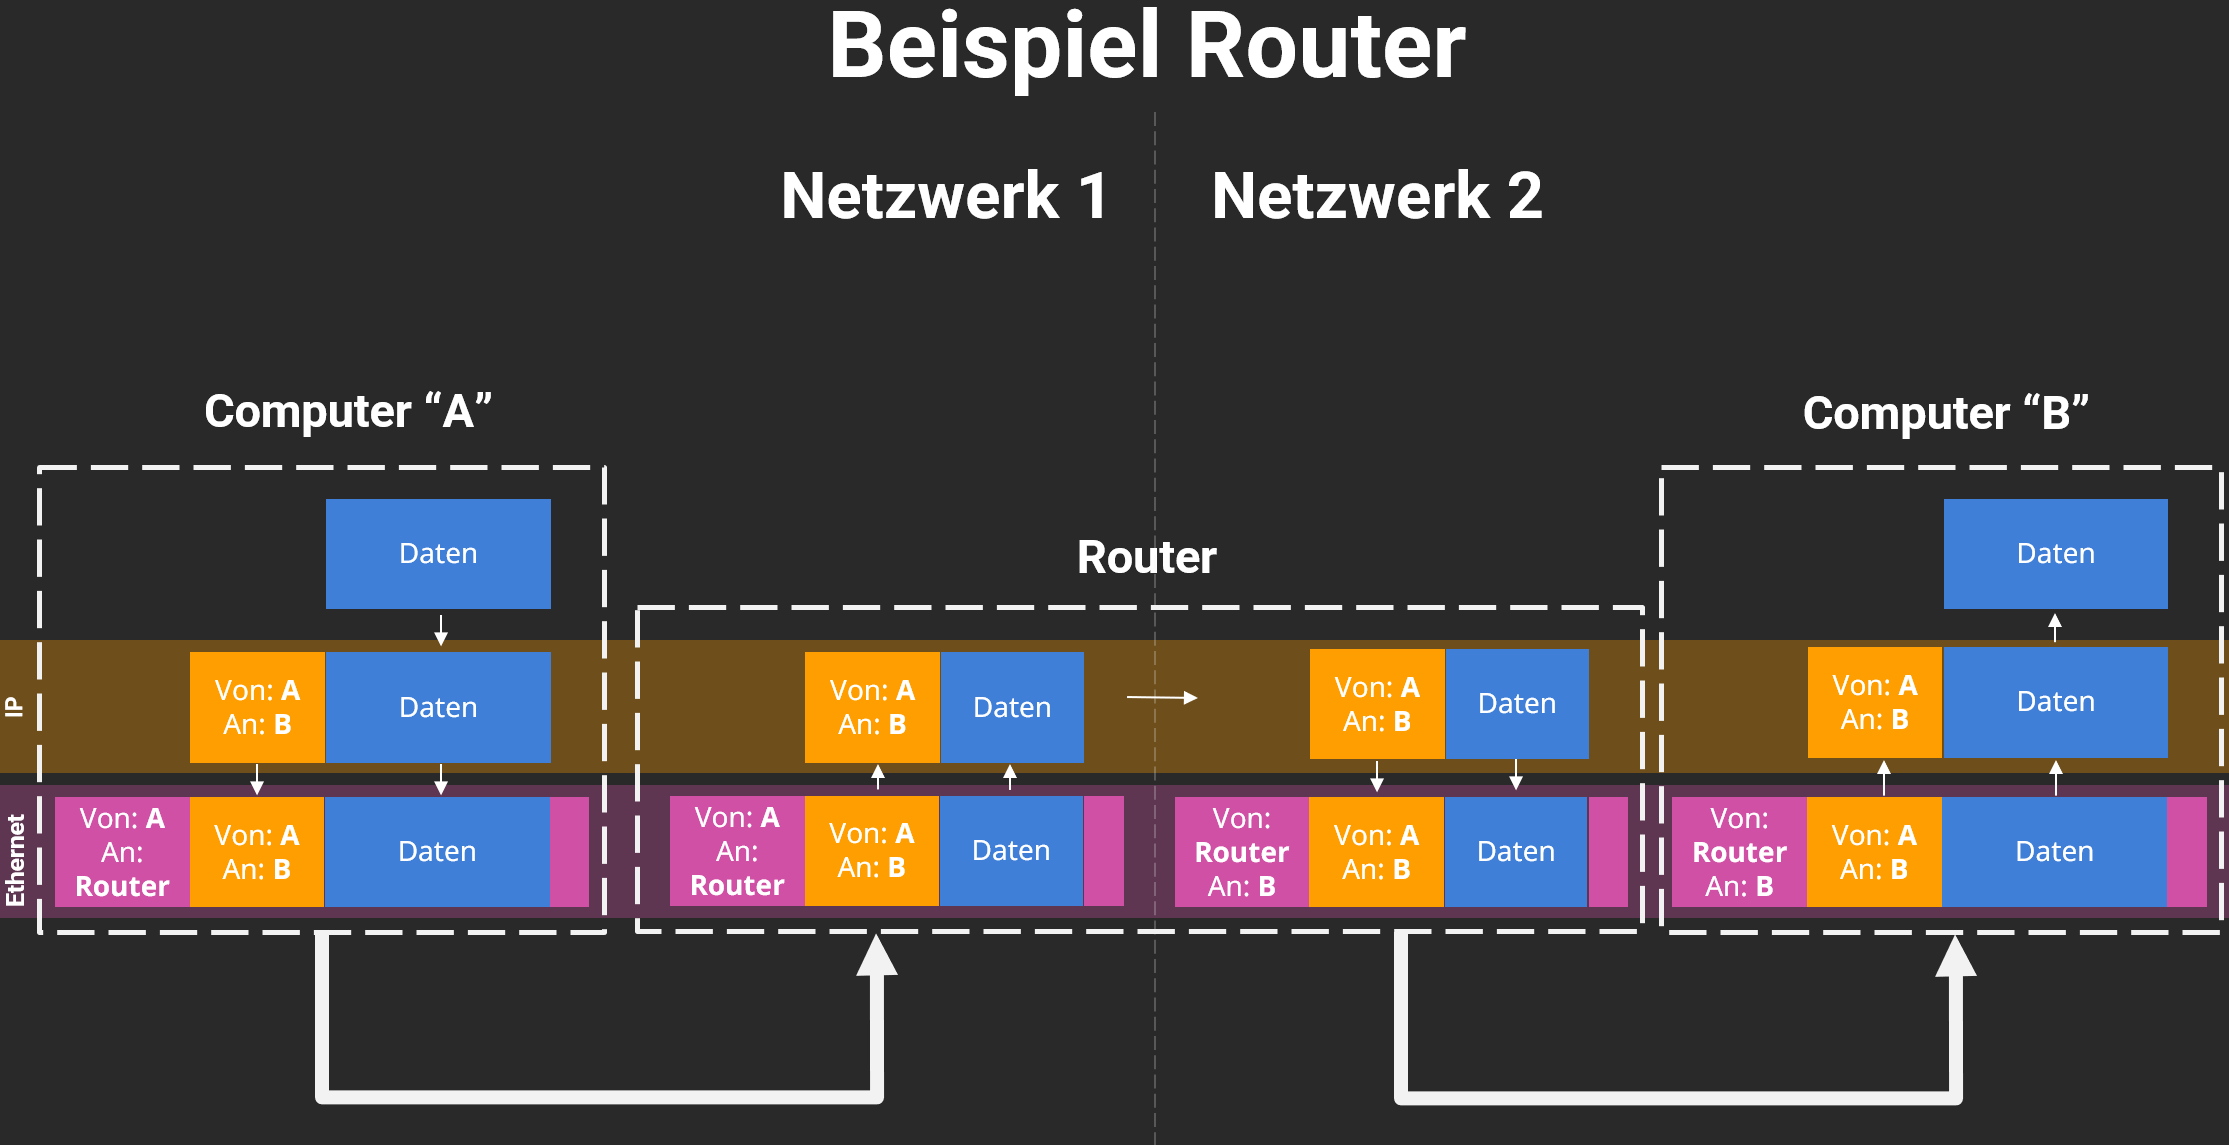 Beispiel Router
Netzwerk 1
Netzwerk 2
Computer “A”
Computer “B”
Router
Daten
Daten
IP
Von: A
An: B
Daten
Von: A
An: B
Daten
Von: A
An: B
Daten
Von: A
An: B
Daten
Ethernet
Von: A
An:
Router
Von: A
An: B
Daten
Von: A
An:
Router
Von: A
An: B
Daten
Von:
Router
An: B
Von: A
An: B
Daten
Von:
Router
An: B
Von: A
An: B
Daten